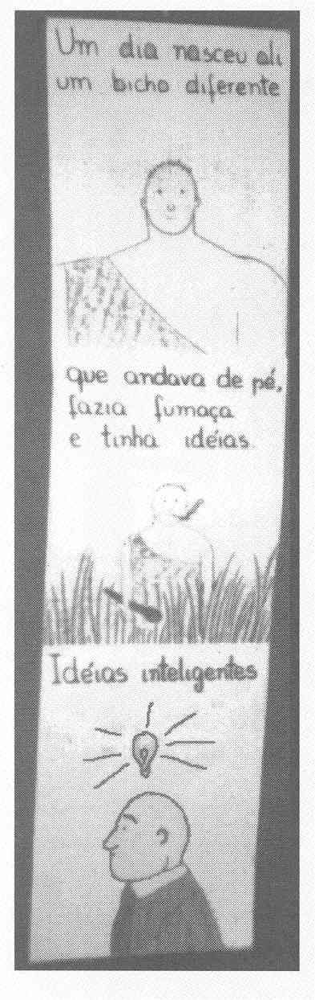 Um dia nasceu ali
um bicho diferente
que andava de pé,
fazia fumaça
e tinha idéias.
Idéias inteligentes